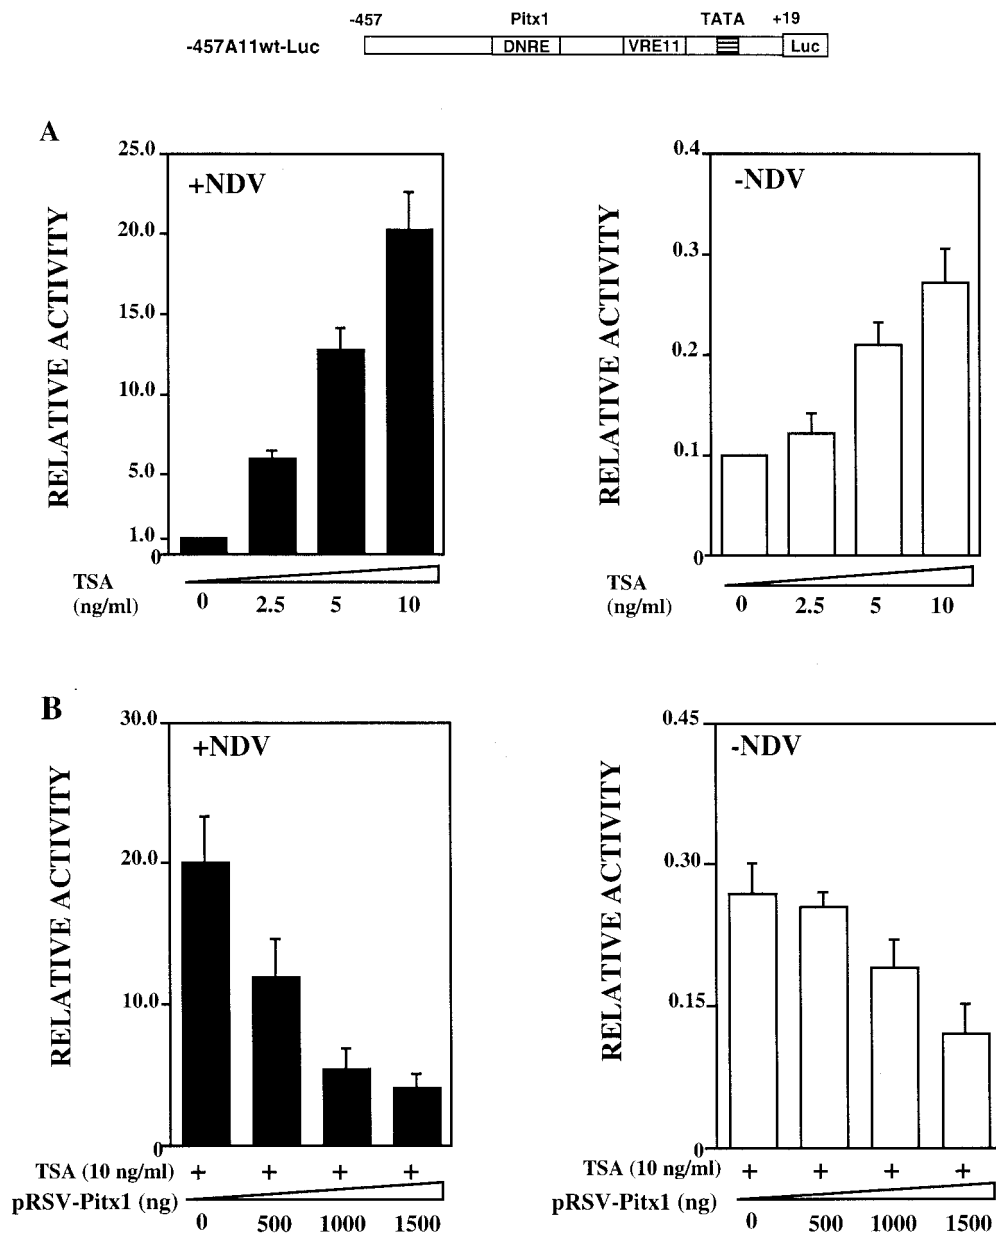 -457 Pitx1 TATA +19
-457A11wt-Luc DNRE VRE11 Luc
A
25.0
20.0
15.0
10.0
5.0
1.0
0
RELATIVE ACTIVITY
+NDV
TSA
(ng/ml)
0 2.5 5 10
0.4
0.3
0.2
0.1
0
RELATIVE ACTIVITY
-NDV
TSA
(ng/ml)
0 2.5 5 10
B
30.0
20.0
10.0
0
RELATIVE ACTIVITY
+NDV
TSA (10 ng/ml) + + + +
pRSV-Pitx1 (ng)
0 500 1000 1500
0.45
0.30
0.15
0
RELATIVE ACTIVITY
-NDV
TSA (10 ng/ml) + + + +
pRSV-Pitx1 (ng)
0 500 1000 1500